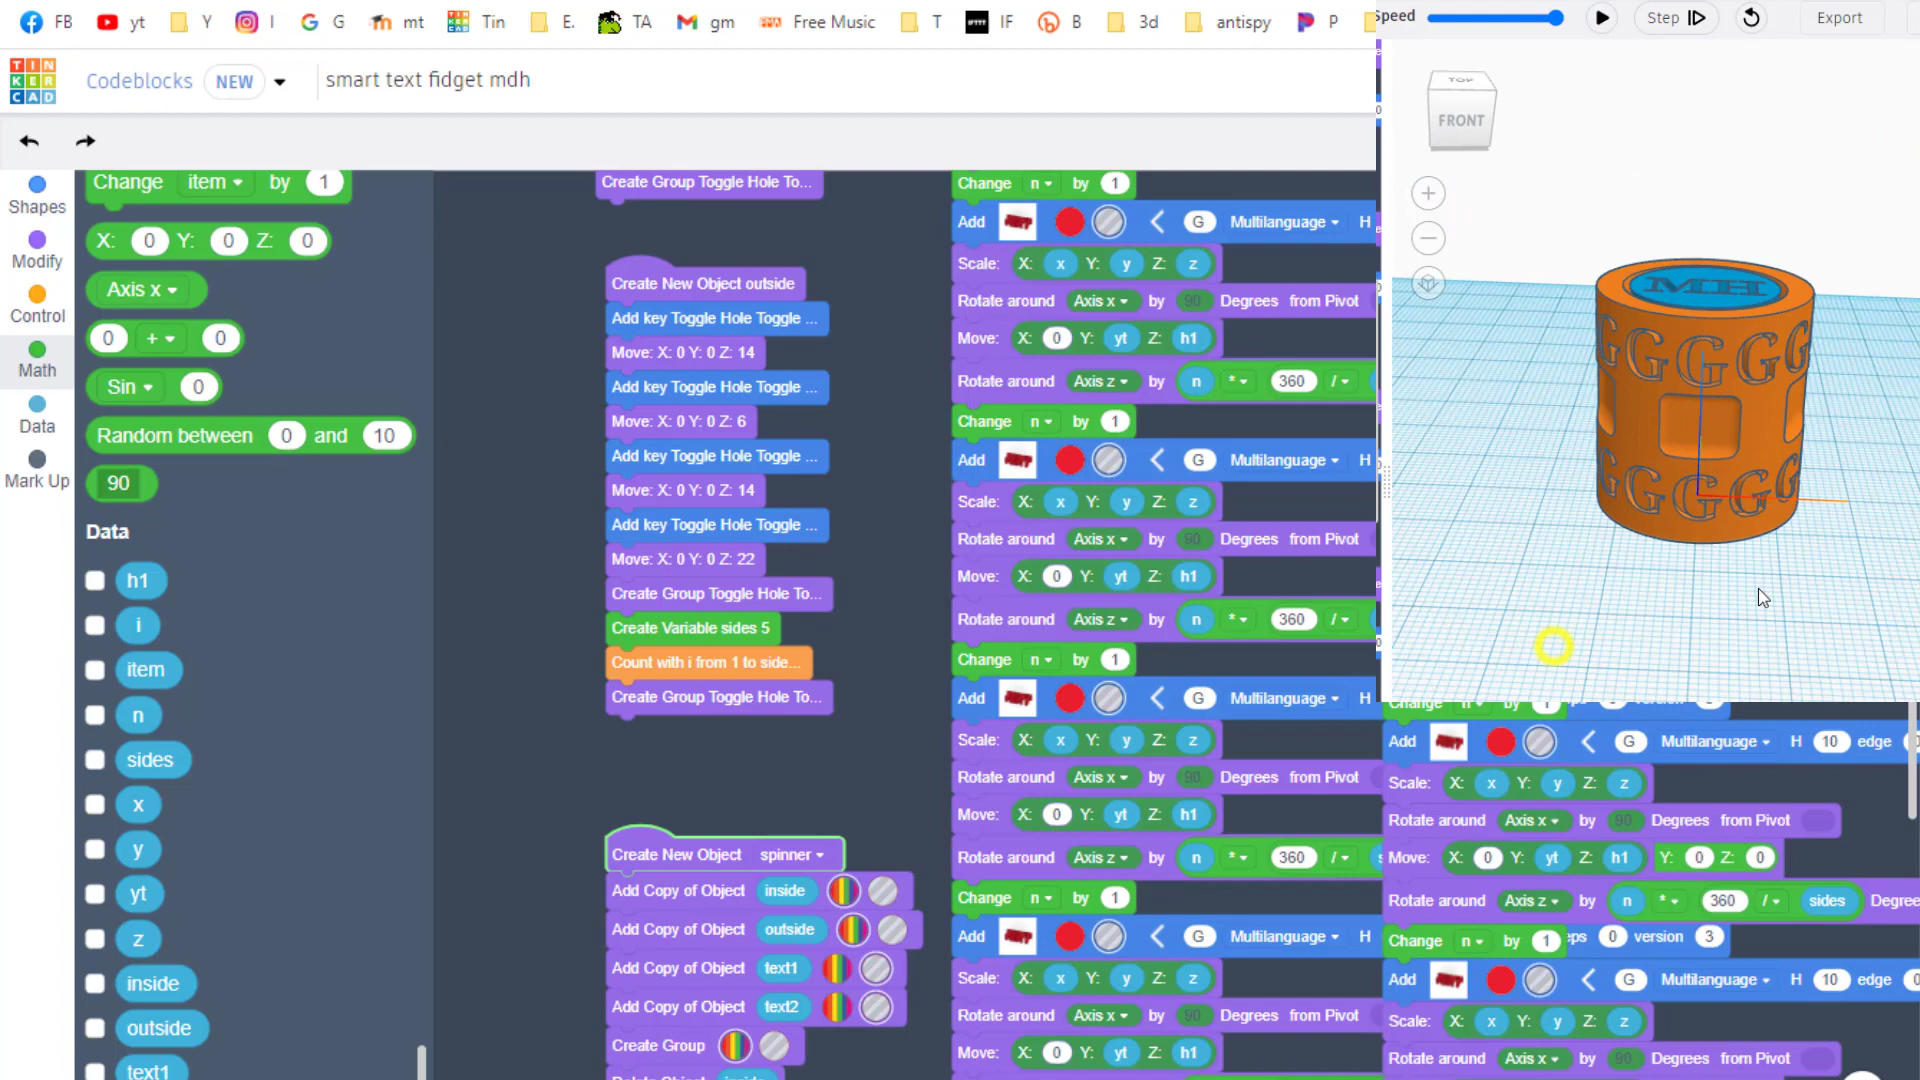 FB yt Y I G mt Tin E. TA gm Free Music T IF B 3d antispy P
Speed Step Export
TIN KER CAD Codeblocks NEW smart text fidget mdh
TOP
FRONT
Shapes
Modify
Control
Math
Data
Mark Up
Change item by 1
X: 0 Y: 0 Z: 0
Axis x
0 + 0
Sin 0
Random between 0 and 10
90
Data
h1
i
item
n
sides
x
y
yt
z
inside
outside
text1
Create Group Toggle Hole To...
Create New Object outside
Add key Toggle Hole Toggle ...
Move: X: 0 Y: 0 Z: 14
Add key Toggle Hole Toggle ...
Move: X: 0 Y: 0 Z: 6
Add key Toggle Hole Toggle ...
Move: X: 0 Y: 0 Z: 14
Add key Toggle Hole Toggle ...
Move: X: 0 Y: 0 Z: 22
Create Group Toggle Hole To...
Create Variable sides 5
Count with i from 1 to side...
Create Group Toggle Hole To...
Create New Object spinner
Add Copy of Object inside
Add Copy of Object outside
Add Copy of Object text1
Add Copy of Object text2
Create Group
Change n by 1
Add G Multilanguage H
Scale: X: x Y: y Z: z
Rotate around Axis x by 90 Degrees from Pivot
Move: X: 0 Y: yt Z: h1
Rotate around Axis z by n * 360 /
Change n by 1
Add G Multilanguage H
Scale: X: x Y: y Z: z
Rotate around Axis x by 90 Degrees from Pivot
Move: X: 0 Y: yt Z: h1
Rotate around Axis z by n * 360 /
Change n by 1
Add G Multilanguage H
Scale: X: x Y: y Z: z
Rotate around Axis x by 90 Degrees from Pivot
Move: X: 0 Y: yt Z: h1
Rotate around Axis z by n * 360 /
Change n by 1
Add G Multilanguage H
Scale: X: x Y: y Z: z
Rotate around Axis x by 90 Degrees from Pivot
Move: X: 0 Y: yt Z: h1
MH
G G G G G
G G G G G
Add G Multilanguage H 10 edge
Scale: X: x Y: y Z: z
Rotate around Axis x by 90 Degrees from Pivot
Move: X: 0 Y: yt Z: h1 Y: 0 Z: 0
Rotate around Axis z by n * 360 / sides Degree
Change n by 1 eps 0 version 3
Add G Multilanguage H 10 edge
Scale: X: x Y: y Z: z
Rotate around Axis x by 90 Degrees from Pivot